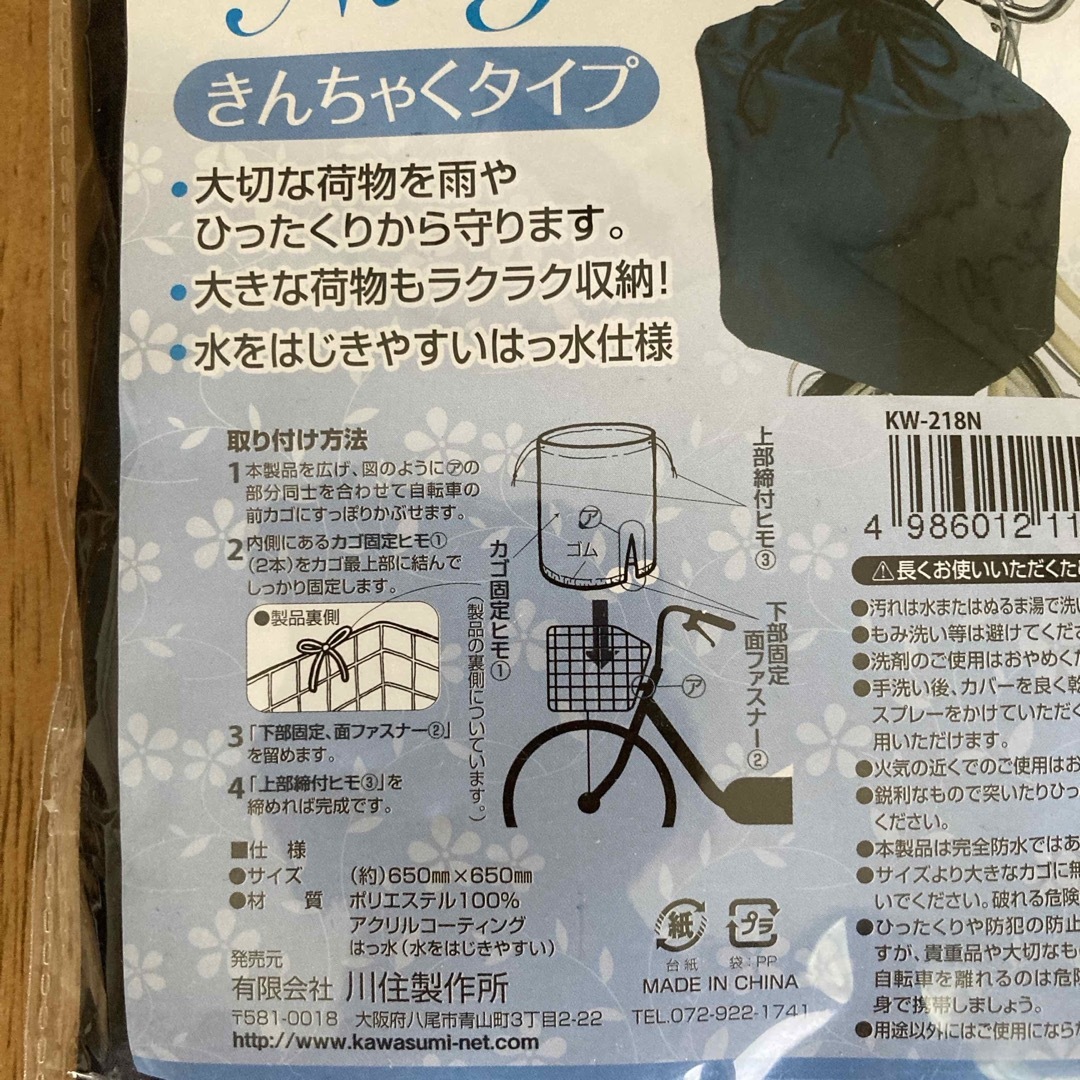 きんちゃくタイプ
•大切な荷物を雨や
ひったくりから守ります。
•大きな荷物もラクラク収納!
•水をはじきやすいはっ水仕様
取り付け方法
1 本製品を広げ、図のように㋐の
部分同士を合わせて自転車の
前カゴにすっぽりかぶせます。
2 内側にあるカゴ固定ヒモ①
(2本)をカゴ最上部に結んで
しっかり固定します。
●製品裏側
3 「下部固定、面ファスナー②」
を留めます。
4 「上部締付ヒモ③」を
締めれば完成です。
カゴ固定ヒモ①
(製品の裏側についています。)
㋐
ゴム
上部締付ヒモ③
下部固定
面ファスナー②
㋐
■仕 様
●サイズ (約)650㎜×650㎜
●材 質 ポリエステル100%
アクリルコーティング
はっ水(水をはじきやすい)
発売元
有限会社 川住製作所
〒581-0018 大阪府八尾市青山町3丁目2-22
TEL.072-922-1741
http://www.kawasumi-net.com
紙
台紙
プラ
袋:PP
MADE IN CHINA
KW-218N
4 986012 11
⚠長くお使いいただくため
●汚れは水またはぬるま湯で洗い
●もみ洗い等は避けてくださ
●洗剤のご使用はおやめくだ
●手洗い後、カバーを良く乾
スプレーをかけていただく
用いただけます。
●火気の近くでのご使用はお
●鋭利なもので突いたりひっ
ください。
●本製品は完全防水ではあ
●サイズより大きなカゴに無
いでください。破れる危険
●ひったくりや防犯の防止
すが、貴重品や大切なもの
自転車を離れるのは危険
身で携帯しましょう。
●用途以外にはご使用にならな